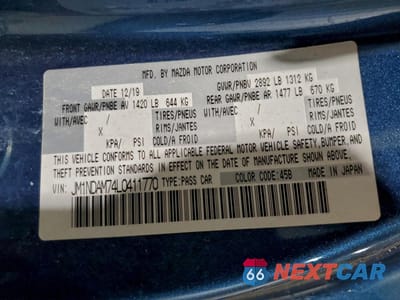 MFD. BY MAZDA MOTOR CORPORATION
DATE 12/19 GVWR/PNBV 2892 LB 1312 KG
FRONT GAWR/PNBE AV 1420 LB 644 KG REAR GAWR/PNBE AR 1477 LB 670 KG
WITH/AVEC / TIRES/PNEUS WITH/AVEC / TIRES/PNEUS
X RIMS/JANTES X RIMS/JANTES
KPA/ PSI COLD/A FROID KPA/ PSI COLD/A FROID
THIS VEHICLE CONFORMS TO ALL APPLICABLE FEDERAL MOTOR VEHICLE SAFETY, BUMPER, AND
THEFT PREVENTION STANDARDS IN EFFECT ON THE DATE OF MANUFACTURE SHOWN ABOVE.
VIN: JM1NDAM74L0411770 TYPE: PASS CAR COLOR CODE: 45B MADE IN JAPAN
66 NEXTCAR